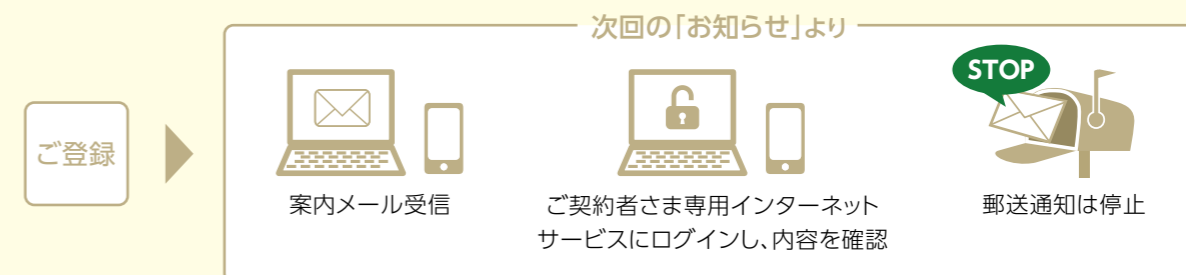 次回の「お知らせ」より
ご登録
STOP
案内メール受信
ご契約者さま専用インターネット
サービスにログインし、内容を確認
郵送通知は停止